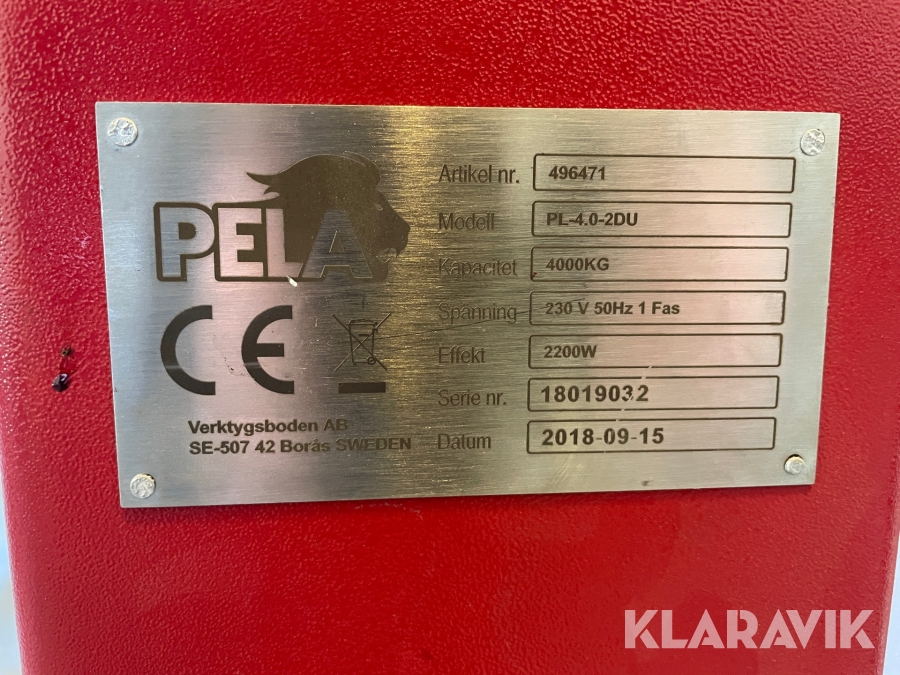 PELA
CE
Verktygsboden AB
SE-507 42 Borås SWEDEN
Artikel nr. 496471
Modell PL-4.0-2DU
Kapacitet 4000KG
Spänning 230 V 50Hz 1 Fas
Effekt 2200W
Serie nr. 18019032
Datum 2018-09-15
KLARAVIK